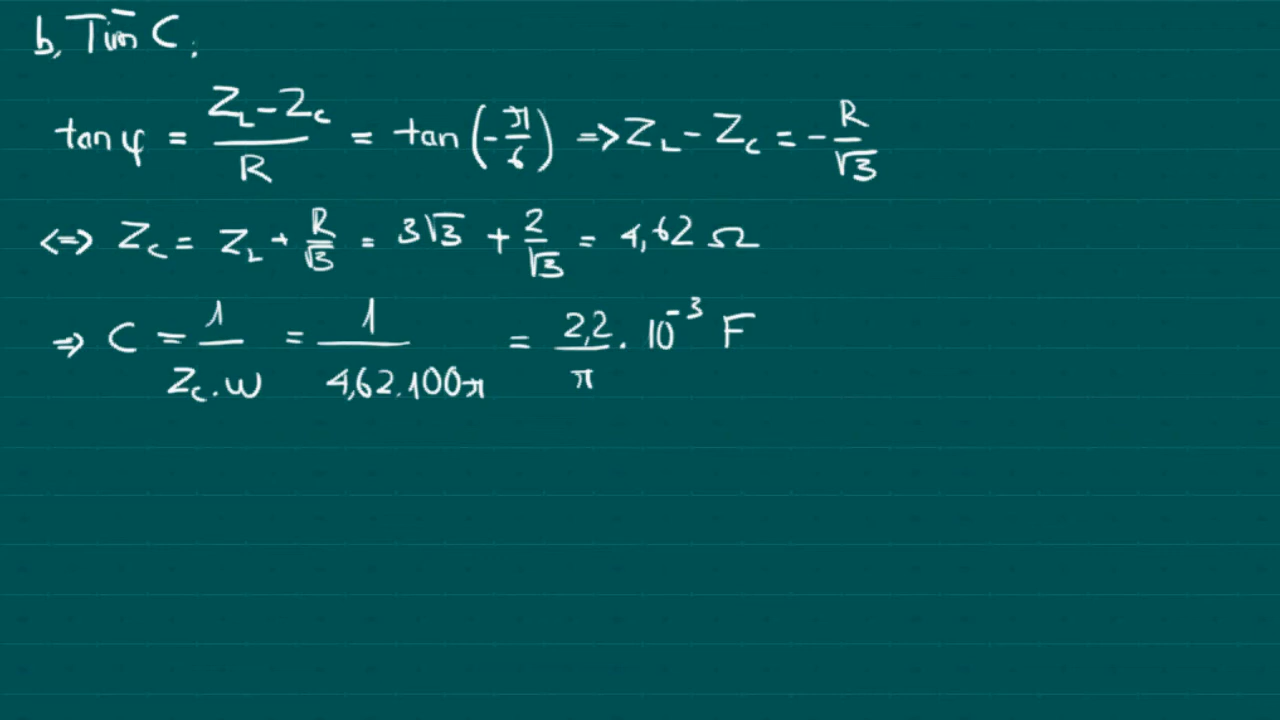 b, Tìm C:
tanφ = (Z_L - Z_C)/R = tan(-π/6) => Z_L - Z_C = -R/√3
<=> Z_C = Z_L + R/√3 = 3√3 + 2/√3 = 4,62 Ω
=> C = 1/(Z_C.ω) = 1/(4,62.100π) = 2,2/π . 10^-3 F